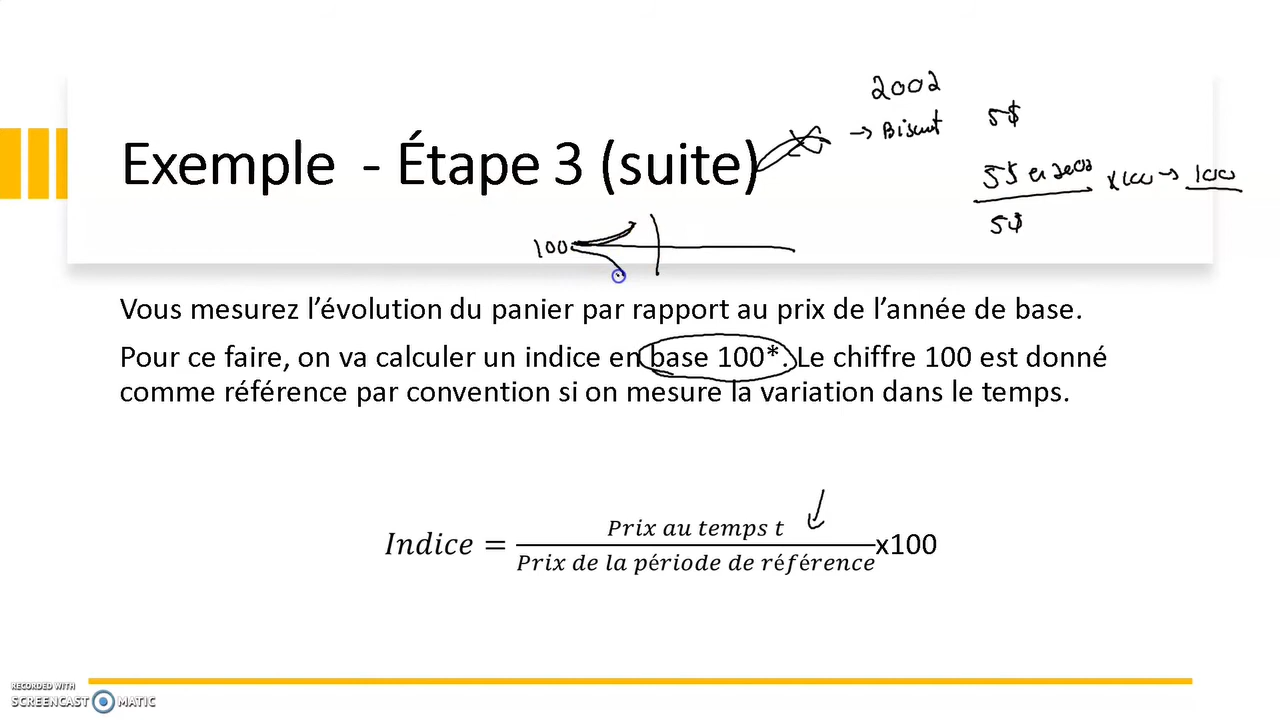 2002
→ Biscuit 5$
Exemple - Étape 3 (suite)
5$ en 2002 x100 → 100
5$
100
Vous mesurez l’évolution du panier par rapport au prix de l’année de base.
Pour ce faire, on va calculer un indice en base 100*. Le chiffre 100 est donné
comme référence par convention si on mesure la variation dans le temps.
Indice = Prix au temps t
Prix de la période de référence x100
RECORDED WITH
SCREENCAST MATIC